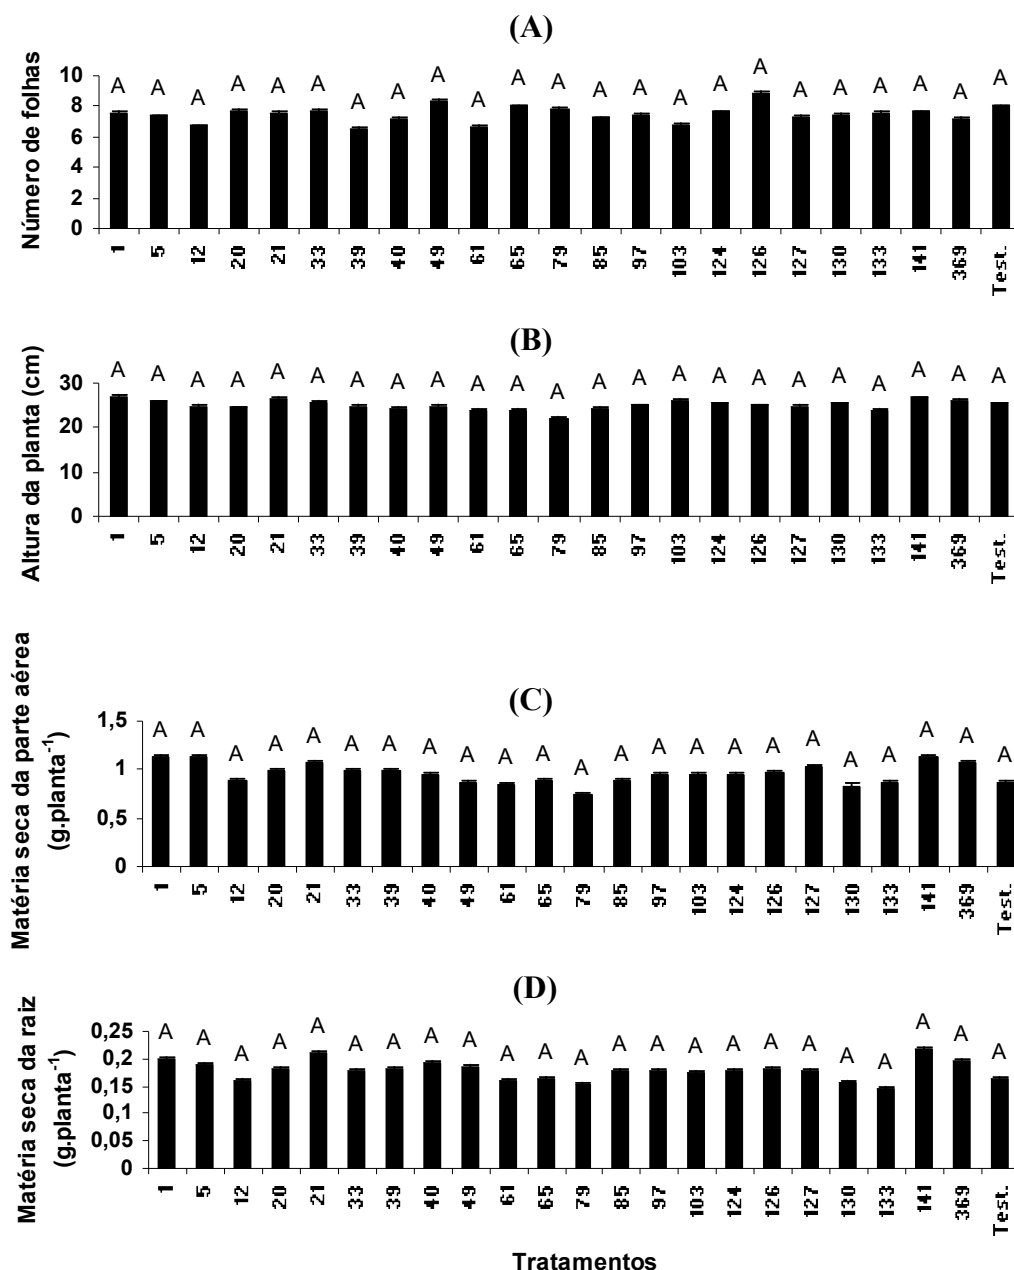 (A)
Número de folhas
10
8
6
4
2
0
A A A A A A A A A A A A A A A A A A A A A A A
1 5 12 20 21 33 39 40 49 61 65 79 85 97 103 124 126 127 130 133 141 369 Test.
(B)
Altura da planta (cm)
30
20
10
0
A A A A A A A A A A A A A A A A A A A A A A A
1 5 12 20 21 33 39 40 49 61 65 79 85 97 103 124 126 127 130 133 141 369 Test.
(C)
Matéria seca da parte aérea
(g.planta⁻¹)
1,5
1
0,5
0
A A A A A A A A A A A A A A A A A A A A A A A
1 5 12 20 21 33 39 40 49 61 65 79 85 97 103 124 126 127 130 133 141 369 Test.
(D)
Matéria seca da raiz
(g.planta⁻¹)
0,25
0,2
0,15
0,1
0,05
0
A A A A A A A A A A A A A A A A A A A A A A A
1 5 12 20 21 33 39 40 49 61 65 79 85 97 103 124 126 127 130 133 141 369 Test.
Tratamentos